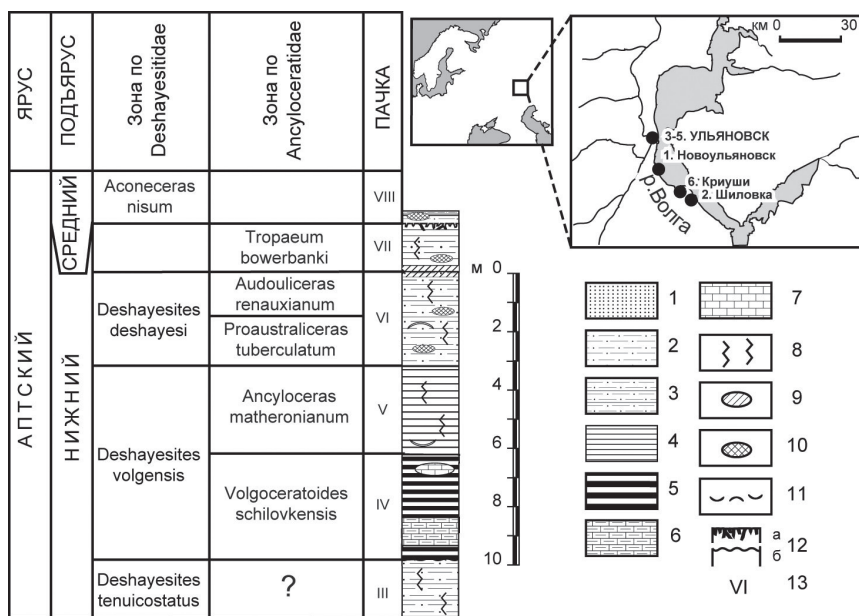 ЯРУС
ПОДЪЯРУС
Зона по
Deshayesitidae
Зона по
Ancyloceratidae
ПАЧКА
АПТСКИЙ
СРЕДНИЙ
НИЖНИЙ
Aconeceras
nisum
VIII
Tropaeum
bowerbanki
VII
Deshayesites
deshayesi
Audouliceras
renauxianum
Proaustraliceras
tuberculatum
VI
Deshayesites
volgensis
Ancyloceras
matheronianum
V
Volgoceratoides
schilovkensis
IV
Deshayesites
tenuicostatus
?
III
м 0
2
4
6
8
10
км 0 30
3-5. УЛЬЯНОВСК
1. Новоульяновск
6. Криуши
2. Шиловка
р.Волга
1
2
3
4
5
6
7
8
9
10
11
а
б
12
VI 13